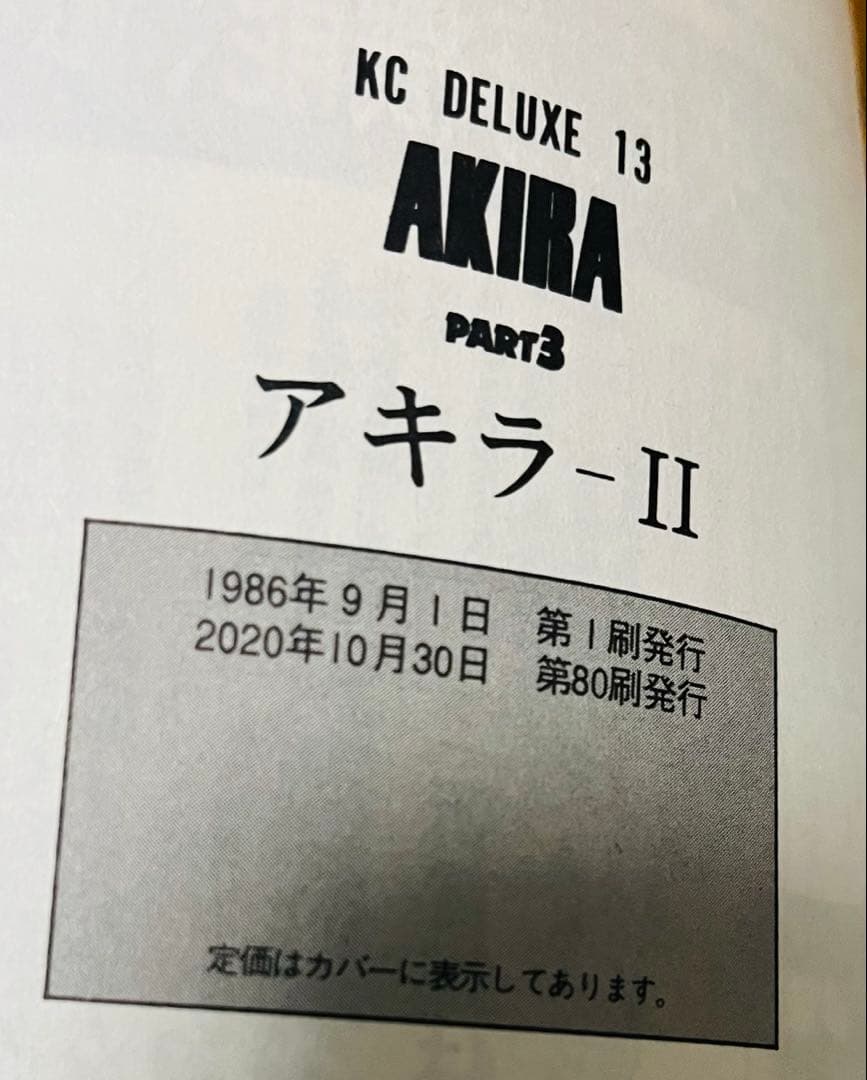 KC DELUXE 13
AKIRA
PART3
アキラ-II
1986年9月1日 第1刷発行
2020年10月30日 第80刷発行
定価はカバーに表示してあります。